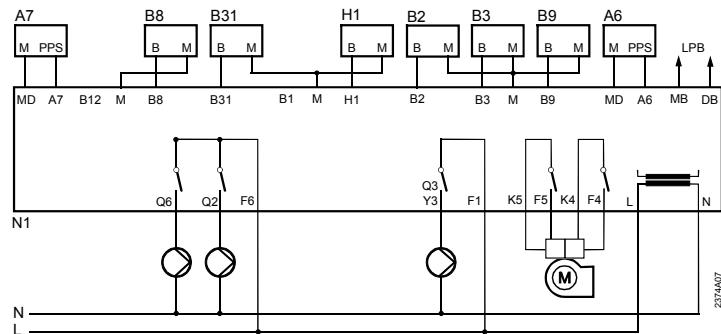 A7 B8 B31 H1 B2 B3 B9 A6
M PPS B M B M B M B M B M B M M PPS LPB
MD A7 B12 M B8 B31 B1 M H1 B2 B3 M B9 MD A6 MB DB
Q3
Q6 Q2 F6 Y3 F1 K5 F5 K4 F4 L N
N1
M
2374A07
N
L